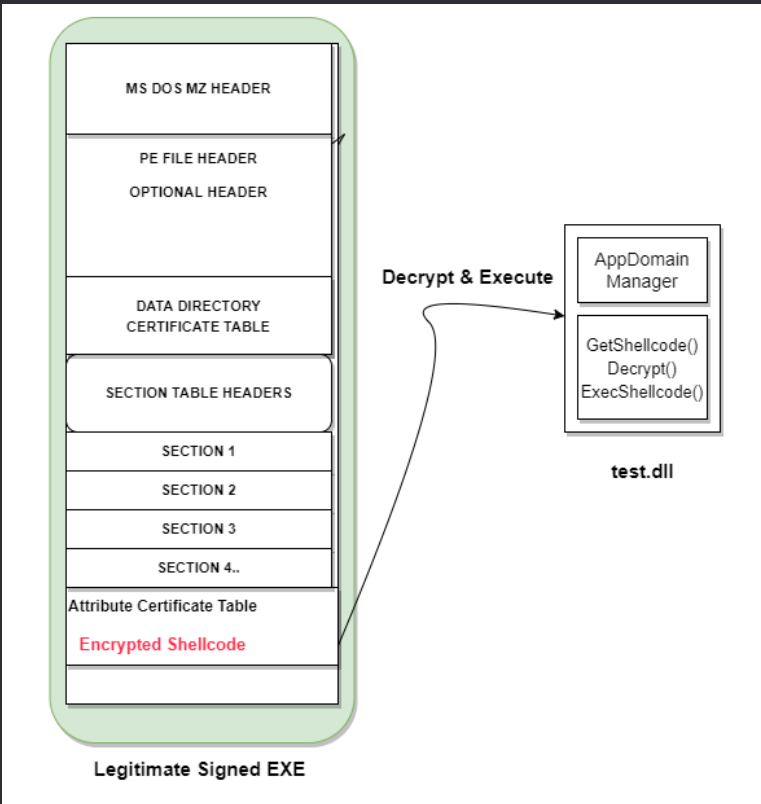 MS DOS MZ HEADER
PE FILE HEADER
OPTIONAL HEADER
DATA DIRECTORY
CERTIFICATE TABLE
SECTION TABLE HEADERS
SECTION 1
SECTION 2
SECTION 3
SECTION 4..
Attribute Certificate Table
Encrypted Shellcode
Legitimate Signed EXE
Decrypt & Execute
AppDomain
Manager
GetShellcode()
Decrypt()
ExecShellcode()
test.dll